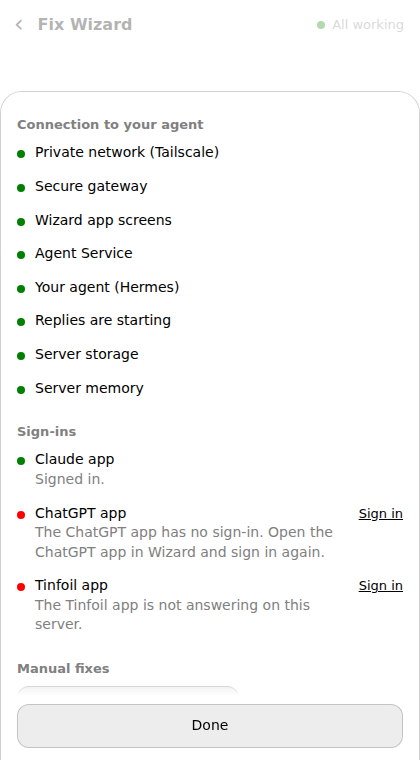 Fix Wizard
All working
Connection to your agent
Private network (Tailscale)
Secure gateway
Wizard app screens
Agent Service
Your agent (Hermes)
Replies are starting
Server storage
Server memory
Sign-ins
Claude app
Signed in.
ChatGPT app
Sign in
The ChatGPT app has no sign-in. Open the
ChatGPT app in Wizard and sign in again.
Tinfoil app
Sign in
The Tinfoil app is not answering on this
server.
Manual fixes
Done